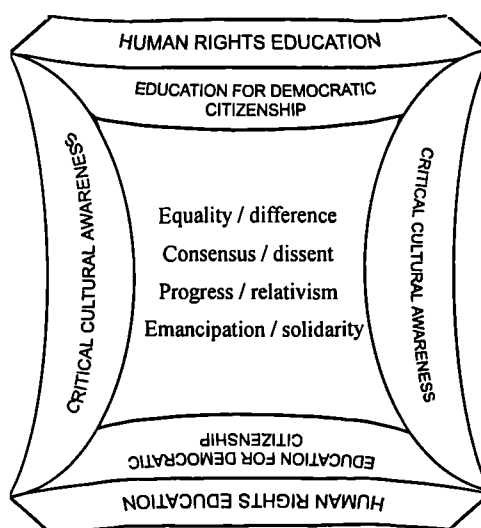 HUMAN RIGHTS EDUCATION
EDUCATION FOR DEMOCRATIC
CITIZENSHIP
CRITICAL CULTURAL AWARENESS
CRITICAL CULTURAL AWARENESS
Equality / difference
Consensus / dissent
Progress / relativism
Emancipation / solidarity
EDUCATION FOR DEMOCRATIC
CITIZENSHIP
HUMAN RIGHTS EDUCATION